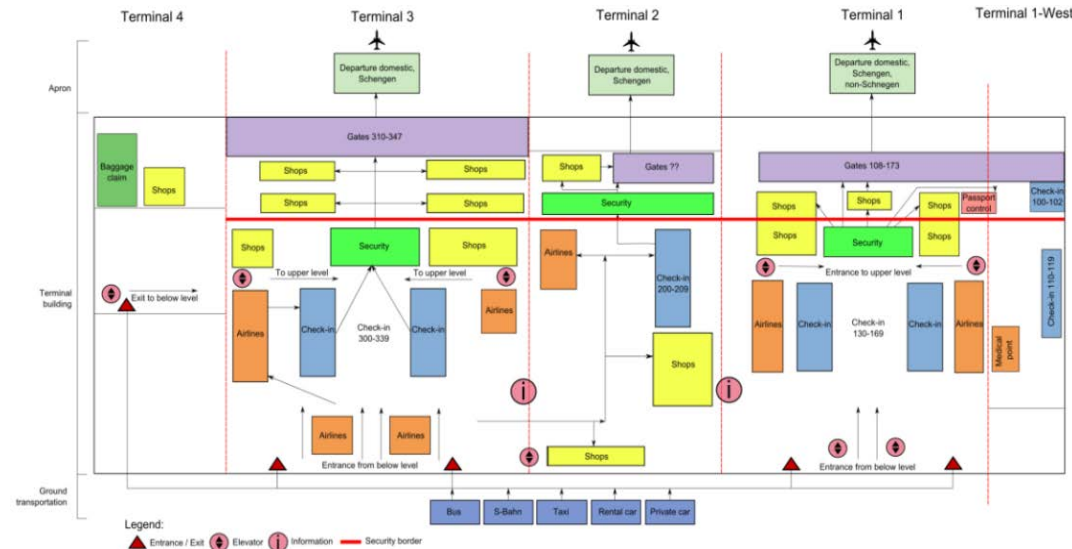 Terminal 4
Terminal 3
Terminal 2
Terminal 1
Terminal 1-West
Apron
Departure domestic,
Schengen
Departure domestic,
Schengen
Departure domestic,
Schengen,
non-Schnegen
Gates 310-347
Baggage
claim
Shops
Shops
Shops
Shops
Shops
Shops
Gates ??
Security
Gates 108-173
Shops
Shops
Shops
Shops
Shops
Passport
control
Check-in
100-102
Shops
Security
Shops
To upper level
To upper level
Airlines
Check-in
200-209
Security
Entrance to upper level
Terminal
building
Exit to below level
Airlines
Check-in
Check-in
300-339
Check-in
Airlines
Shops
Airlines
Check-in
Check-in
130-169
Check-in
Airlines
Medical
point
Check-in 110-119
Airlines
Airlines
Entrance from below level
i
Shops
i
Entrance from below level
Ground
transportation
Bus
S-Bahn
Taxi
Rental car
Private car
Legend:
Entrance / Exit
Elevator
i
Information
Security border